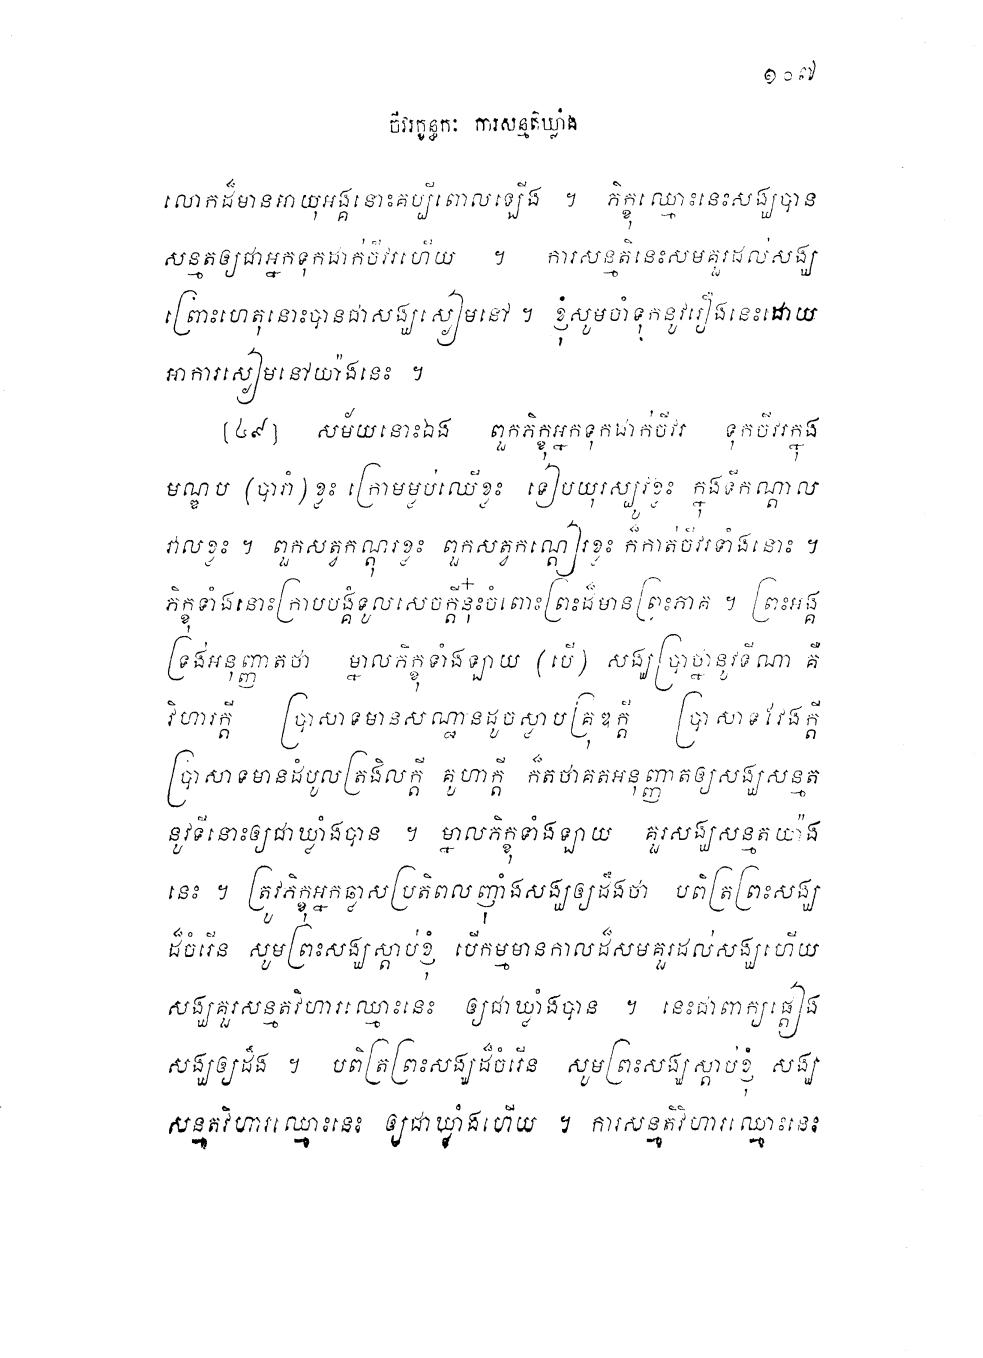 ១០៧
ចីវរក្ខន្ធកៈ ការសន្មតិឃ្លាំង
លោកដ៏មានអាយុអង្គនោះគប្បីពោលឡើង ។ ភិក្ខុឈ្មោះនេះសង្ឃបាន
សន្មតឲ្យជាអ្នកទុកដាក់ចីវរហើយ ។ ការសន្មតិនេះសមគួរដល់សង្ឃ
ព្រោះហេតុនោះបានជាសង្ឃស្ងៀមនៅ ។ ខ្ញុំសូមចាំទុកនូវរឿងនេះដោយ
អាការស្ងៀមនៅយ៉ាងនេះ ។
[៤៩] សម័យនោះឯង ពួកភិក្ខុអ្នកទុកដាក់ចីវរ ទុកចីវរក្នុង
មណ្ឌប (បារាំ) ខ្លះ ក្រោមម្លប់ឈើខ្លះ ទៀបយុរស្បូវខ្លះ ក្នុងទីកណ្តាល
វាលខ្លះ ។ ពួកសត្វកណ្តុរខ្លះ ពួកសត្វកណ្តៀរខ្លះ ក៏កាត់ចីវរទាំងនោះ ។
ភិក្ខុទាំងនោះក្រាបបង្គំទូលសេចក្តីនុ៎ះចំពោះព្រះដ៏មានព្រះភាគ ។ ព្រះអង្គ
ទ្រង់អនុញ្ញាតថា ម្នាលភិក្ខុទាំងឡាយ (បើ) សង្ឃប្រាថ្នានូវទីណា គឺ
វិហារក្តី ប្រាសាទមានសណ្ឋានដូចស្លាបគ្រុឌក្តី ប្រាសាទវែងក្តី
ប្រាសាទមានដំបូលត្រងិលក្តី គូហាក្តី ក៏តថាគតអនុញ្ញាតឲ្យសង្ឃសន្មត
នូវទីនោះឲ្យជាឃ្លាំងបាន ។ ម្នាលភិក្ខុទាំងឡាយ គួរសង្ឃសន្មតយ៉ាង
នេះ ។ ត្រូវភិក្ខុអ្នកឆ្លាសប្រតិពលញ៉ាំងសង្ឃឲ្យដឹងថា បពិត្រព្រះសង្ឃ
ដ៏ចំរើន សូមព្រះសង្ឃស្តាប់ខ្ញុំ បើកម្មមានកាលដ៏សមគួរដល់សង្ឃហើយ
សង្ឃគួរសន្មតវិហារឈ្មោះនេះ ឲ្យជាឃ្លាំងបាន ។ នេះជាពាក្យផ្តៀង
សង្ឃឲ្យដឹង ។ បពិត្រព្រះសង្ឃដ៏ចំរើន សូមព្រះសង្ឃស្តាប់ខ្ញុំ សង្ឃ
សន្មតវិហារឈ្មោះនេះ ឲ្យជាឃ្លាំងហើយ ។ ការសន្មតិវិហារឈ្មោះនេះ